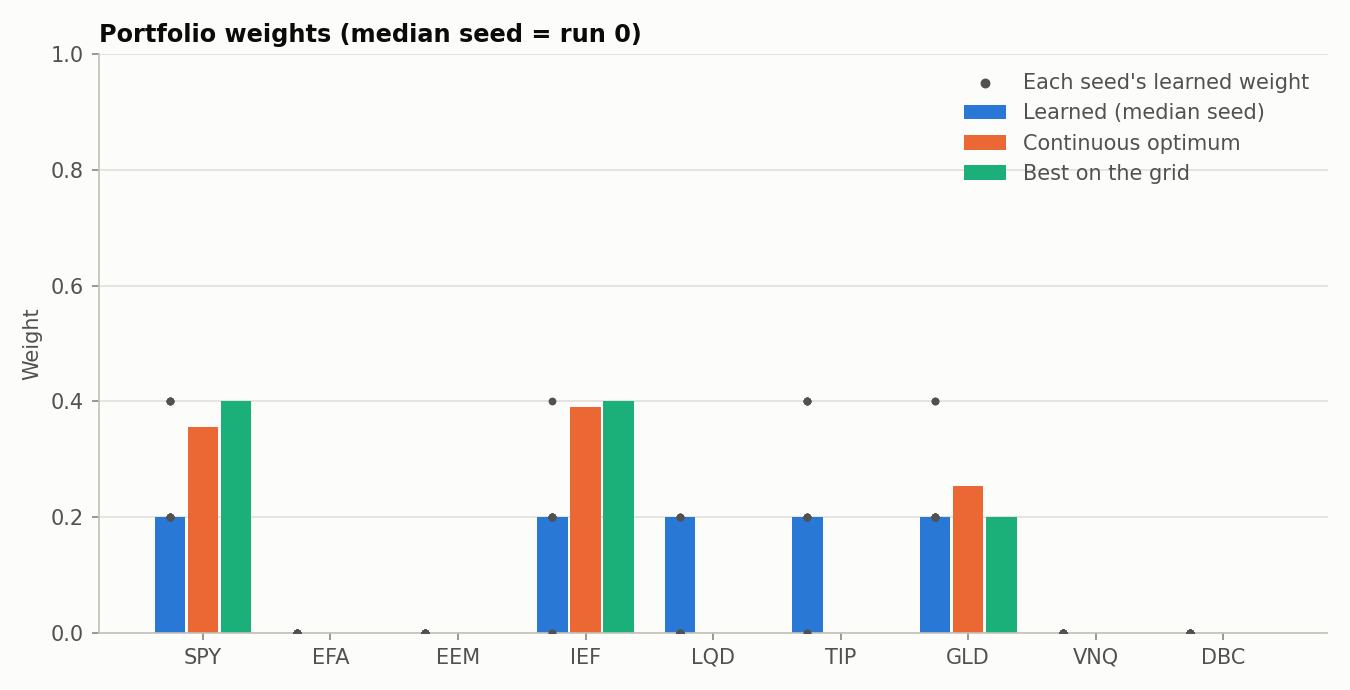 Portfolio weights (median seed = run 0)
1.0
0.8
0.6
0.4
0.2
0.0
Weight
Each seed's learned weight
Learned (median seed)
Continuous optimum
Best on the grid
SPY EFA EEM IEF LQD TIP GLD VNQ DBC